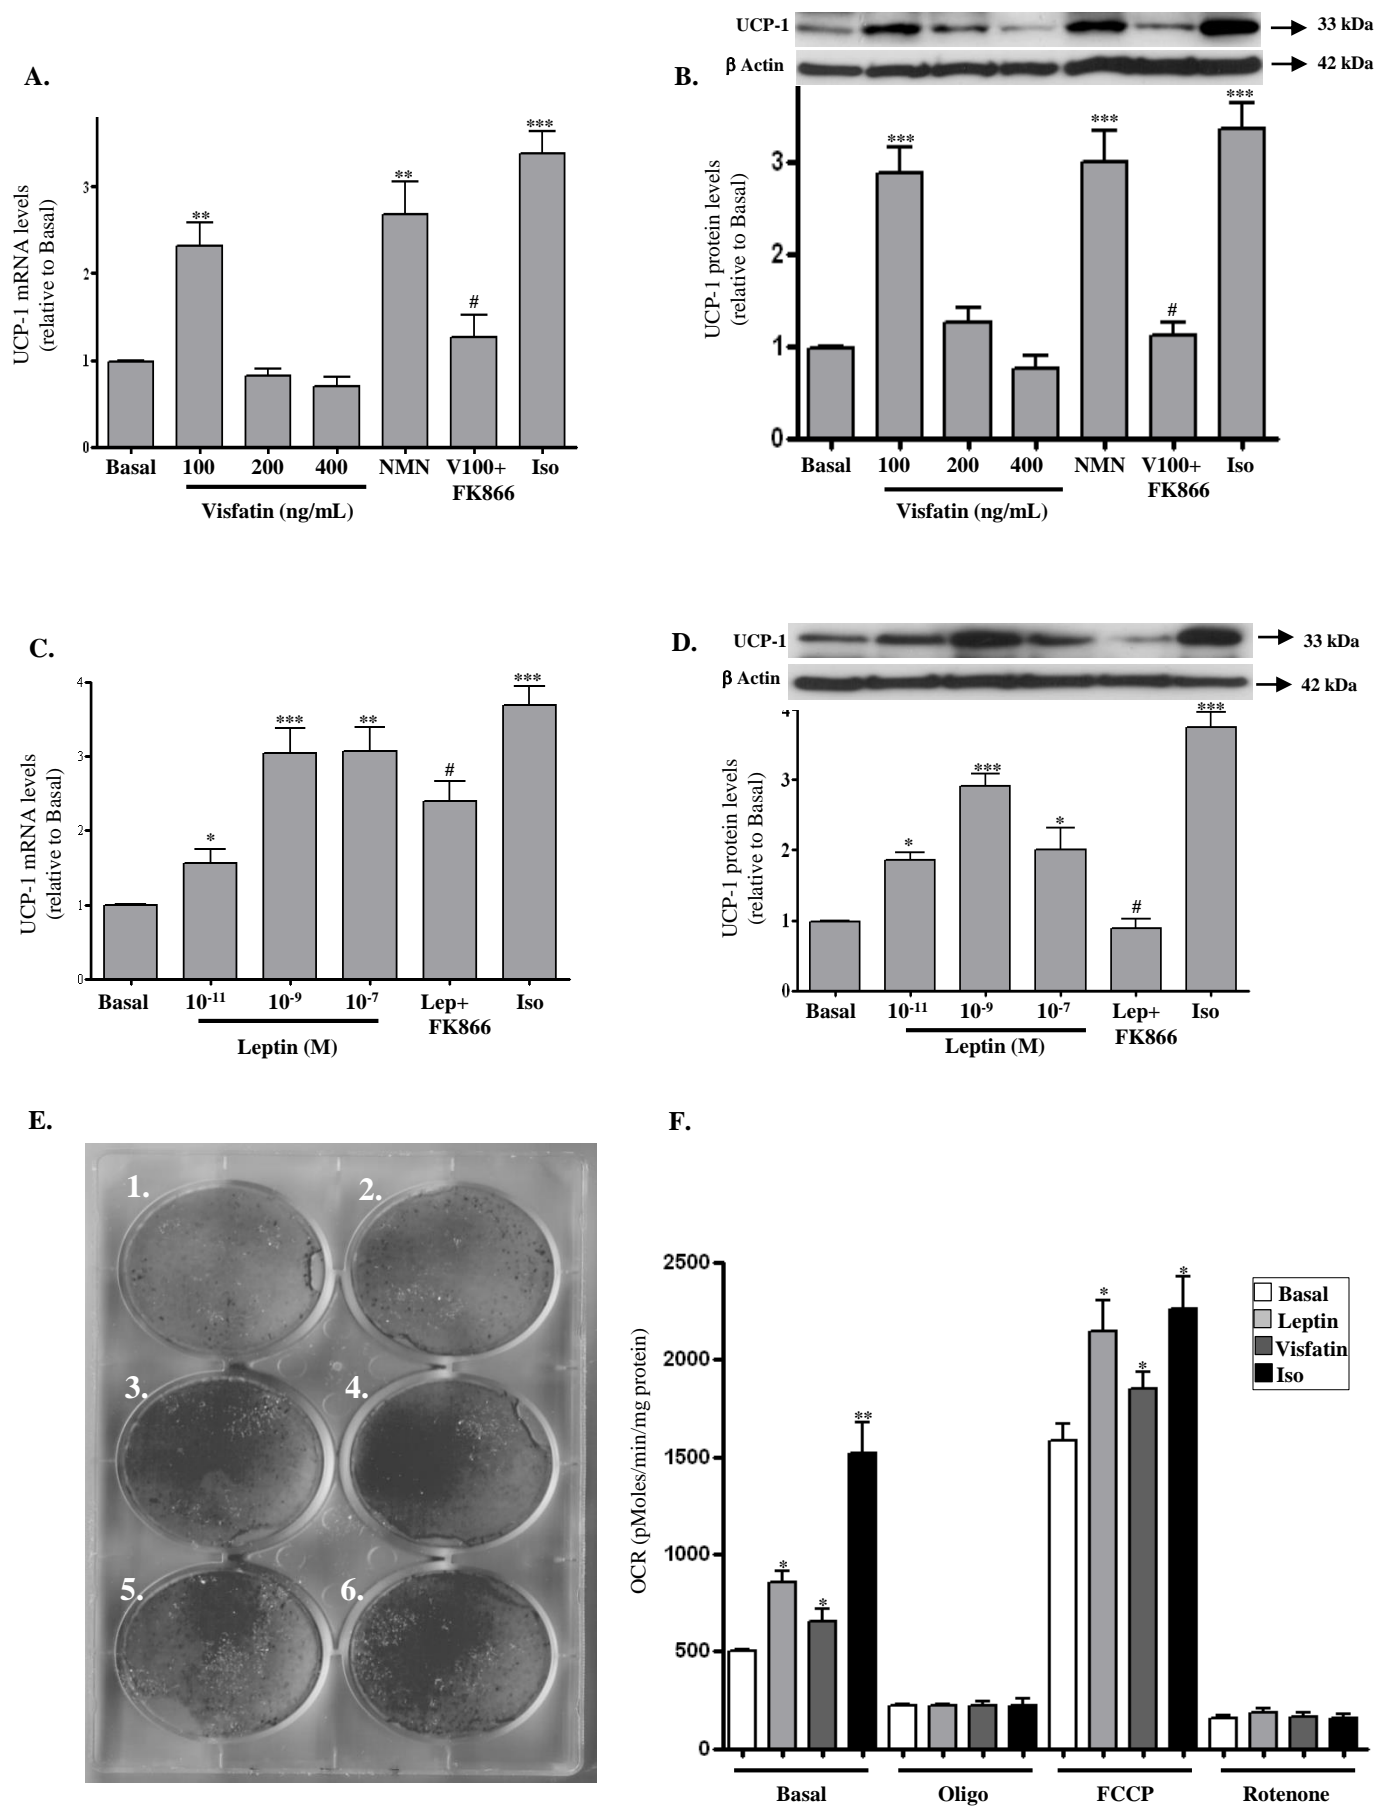 A.
UCP-1 mRNA levels
(relative to Basal)
3
2
1
0
**
**
#
***
Basal 100 200 400 NMN V100+ Iso
FK866
Visfatin (ng/mL)
B.
UCP-1 33 kDa
β Actin 42 kDa
UCP-1 protein levels
(relative to Basal)
3
2
1
0
***
***
#
***
Basal 100 200 400 NMN V100+ Iso
FK866
Visfatin (ng/mL)
C.
UCP-1 mRNA levels
(relative to Basal)
4
3
2
1
0
*
***
**
#
***
Basal 10-11 10-9 10-7 Lep+ Iso
FK866
Leptin (M)
D.
UCP-1 33 kDa
β Actin 42 kDa
UCP-1 protein levels
(relative to Basal)
4
3
2
1
0
*
***
*
#
***
Basal 10-11 10-9 10-7 Lep+ Iso
FK866
Leptin (M)
E.
1. 2.
3. 4.
5. 6.
F.
OCR (pMoles/min/mg protein)
2500
2000
1500
1000
500
0
*
*
**
*
*
*
Basal
Leptin
Visfatin
Iso
Basal Oligo FCCP Rotenone